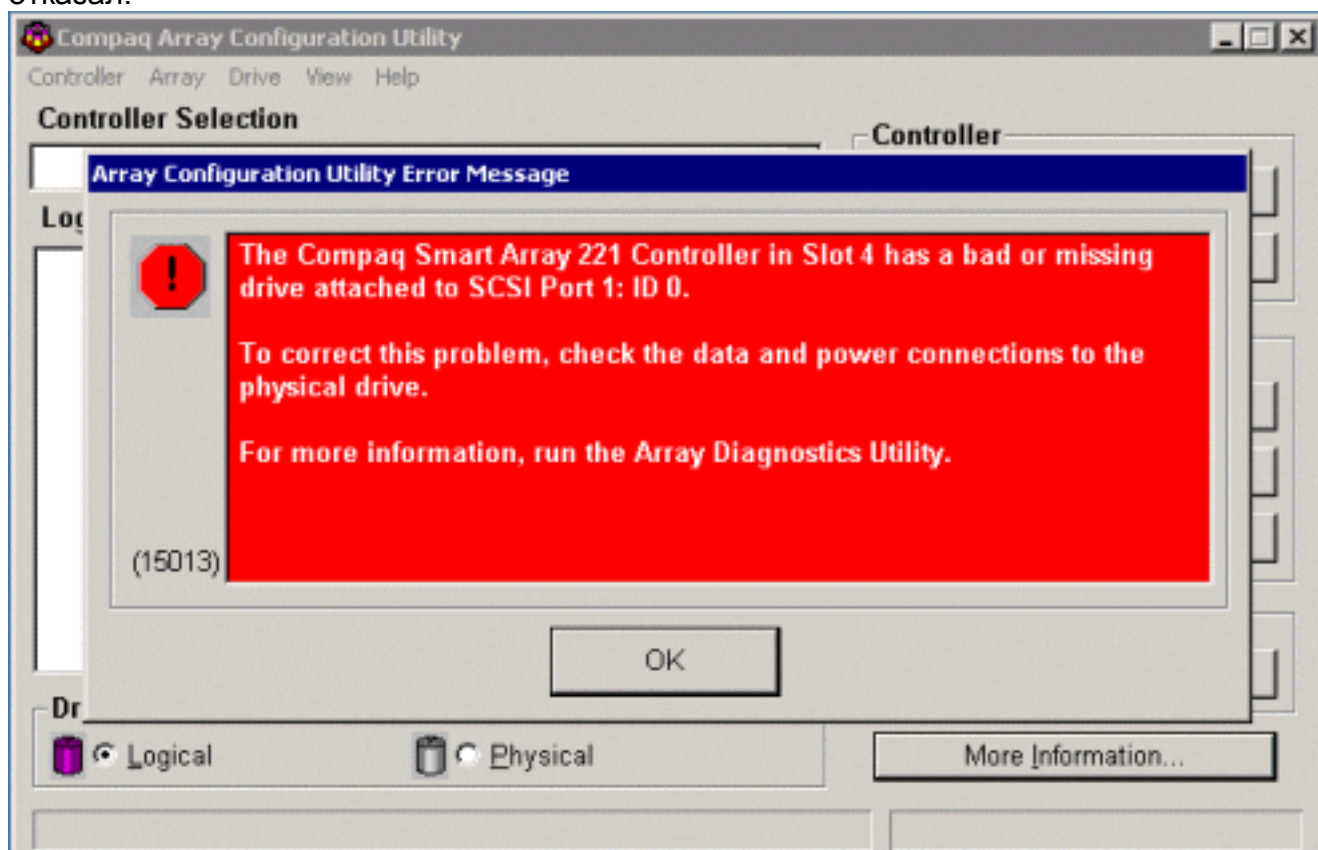 отказал.
Compaq Array Configuration Utility
Controller Array Drive View Help
Controller Selection
Controller
Array Configuration Utility Error Message
The Compaq Smart Array 221 Controller in Slot 4 has a bad or missing
drive attached to SCSI Port 1: ID 0.
To correct this problem, check the data and power connections to the
physical drive.
For more information, run the Array Diagnostics Utility.
(15013)
OK
Logical
Physical
More Information...